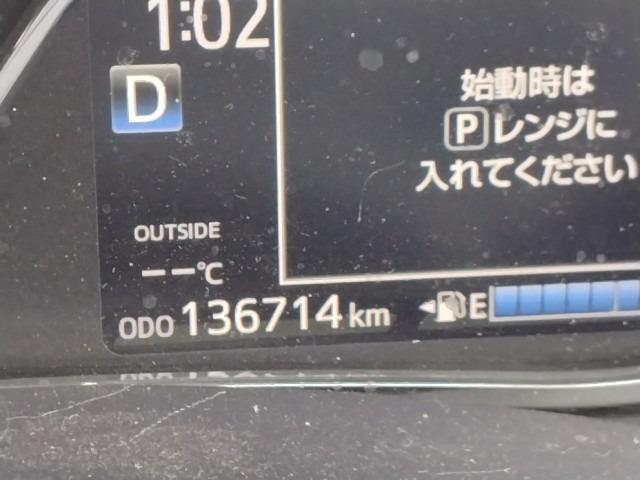 1:02
D
始動時は
Pレンジに
入れてください
OUTSIDE
--℃
ODO 136714 km
E